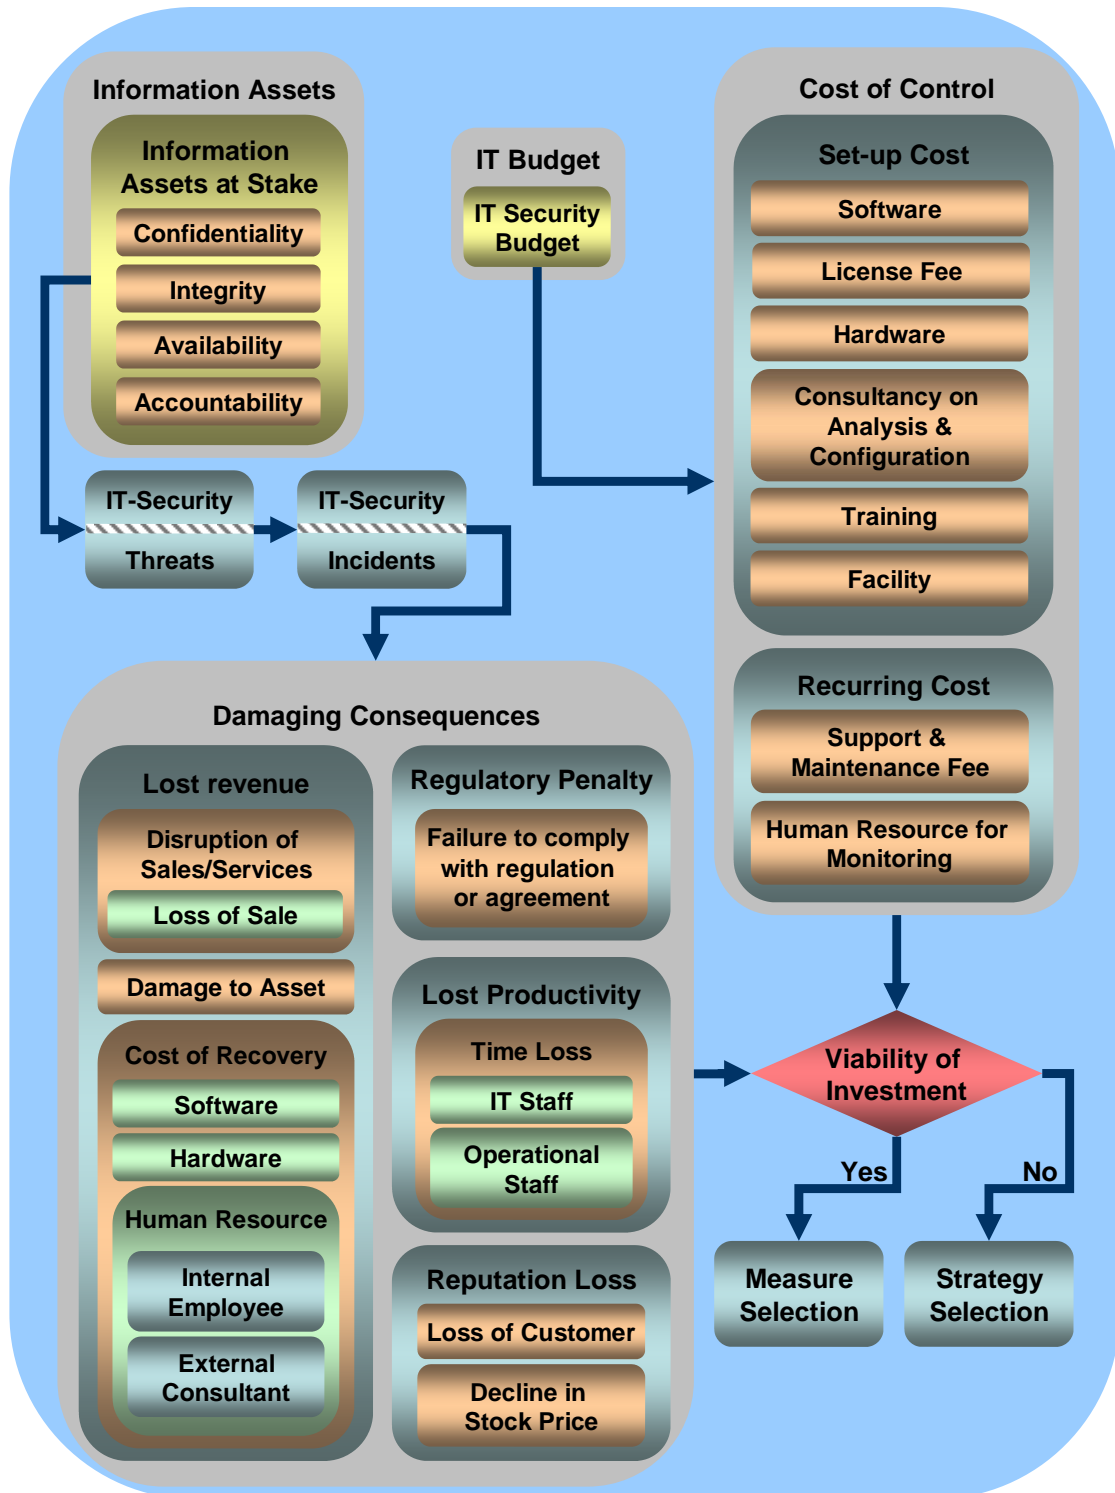 Information Assets
Information
Assets at Stake
Confidentiality
Integrity
Availability
Accountability
IT Budget
IT Security
Budget
Cost of Control
Set-up Cost
Software
License Fee
Hardware
Consultancy on
Analysis &
Configuration
Training
Facility
Recurring Cost
Support &
Maintenance Fee
Human Resource for
Monitoring
IT-Security
Threats
IT-Security
Incidents
Damaging Consequences
Lost revenue
Disruption of
Sales/Services
Loss of Sale
Damage to Asset
Cost of Recovery
Software
Hardware
Human Resource
Internal
Employee
External
Consultant
Regulatory Penalty
Failure to comply
with regulation
or agreement
Lost Productivity
Time Loss
IT Staff
Operational
Staff
Reputation Loss
Loss of Customer
Decline in
Stock Price
Viability of
Investment
Yes
No
Measure
Selection
Strategy
Selection